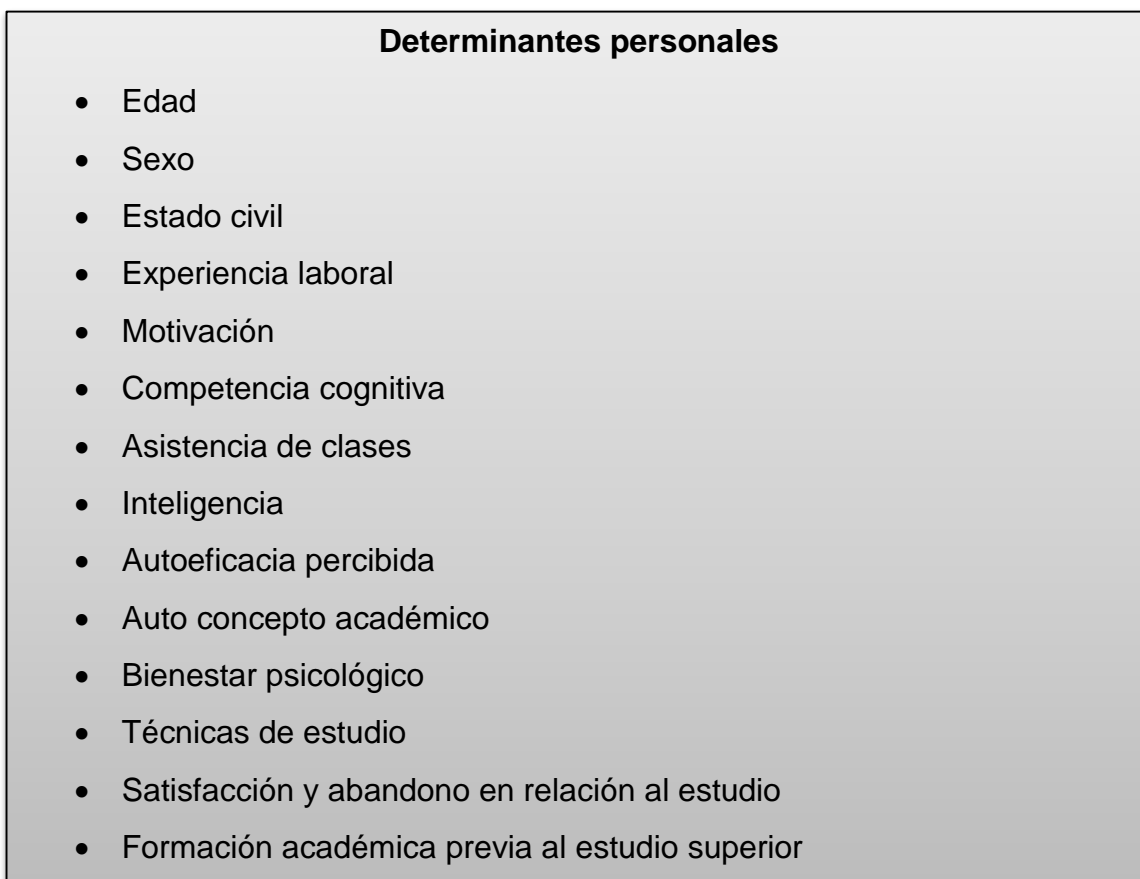 Determinantes personales
• Edad
• Sexo
• Estado civil
• Experiencia laboral
• Motivación
• Competencia cognitiva
• Asistencia de clases
• Inteligencia
• Autoeficacia percibida
• Auto concepto académico
• Bienestar psicológico
• Técnicas de estudio
• Satisfacción y abandono en relación al estudio
• Formación académica previa al estudio superior